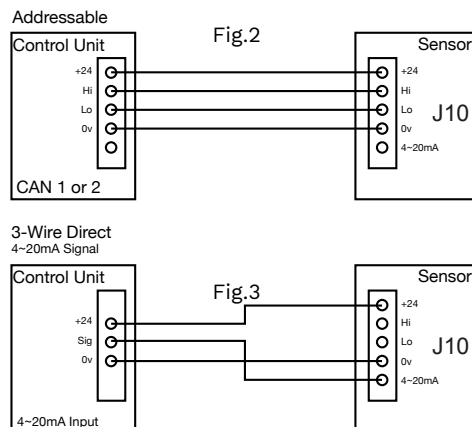 Addressable
Fig.2
Control Unit
Sensor
+24
Hi
Lo
0v
+24
Hi
Lo
0v
4~20mA
J10
CAN 1 or 2
3-Wire Direct
4~20mA Signal
Fig.3
Control Unit
Sensor
+24
Sig
0v
+24
Hi
Lo
0v
4~20mA
J10
4~20mA Input